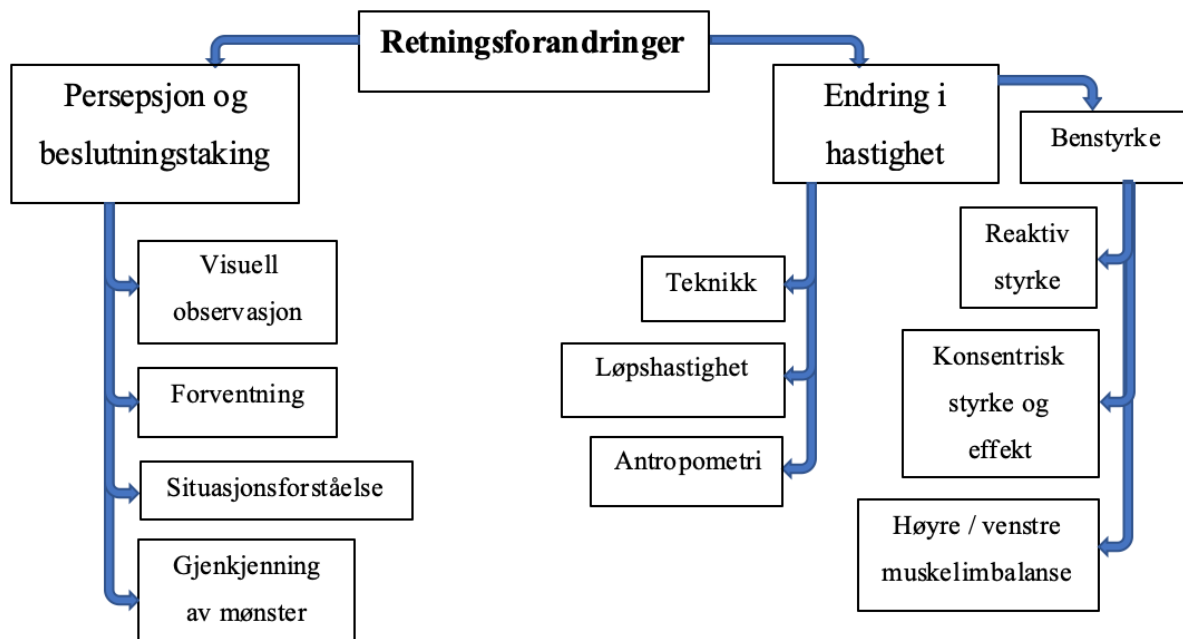 Retningsforandringer
Persepsjon og
beslutningstaking
Visuell
observasjon
Forventning
Situasjonsforståelse
Gjenkjenning
av mønster
Endring i
hastighet
Teknikk
Løpshastighet
Antropometri
Benstyrke
Reaktiv
styrke
Konsentrisk
styrke og
effekt
Høyre / venstre
muskelimbalanse